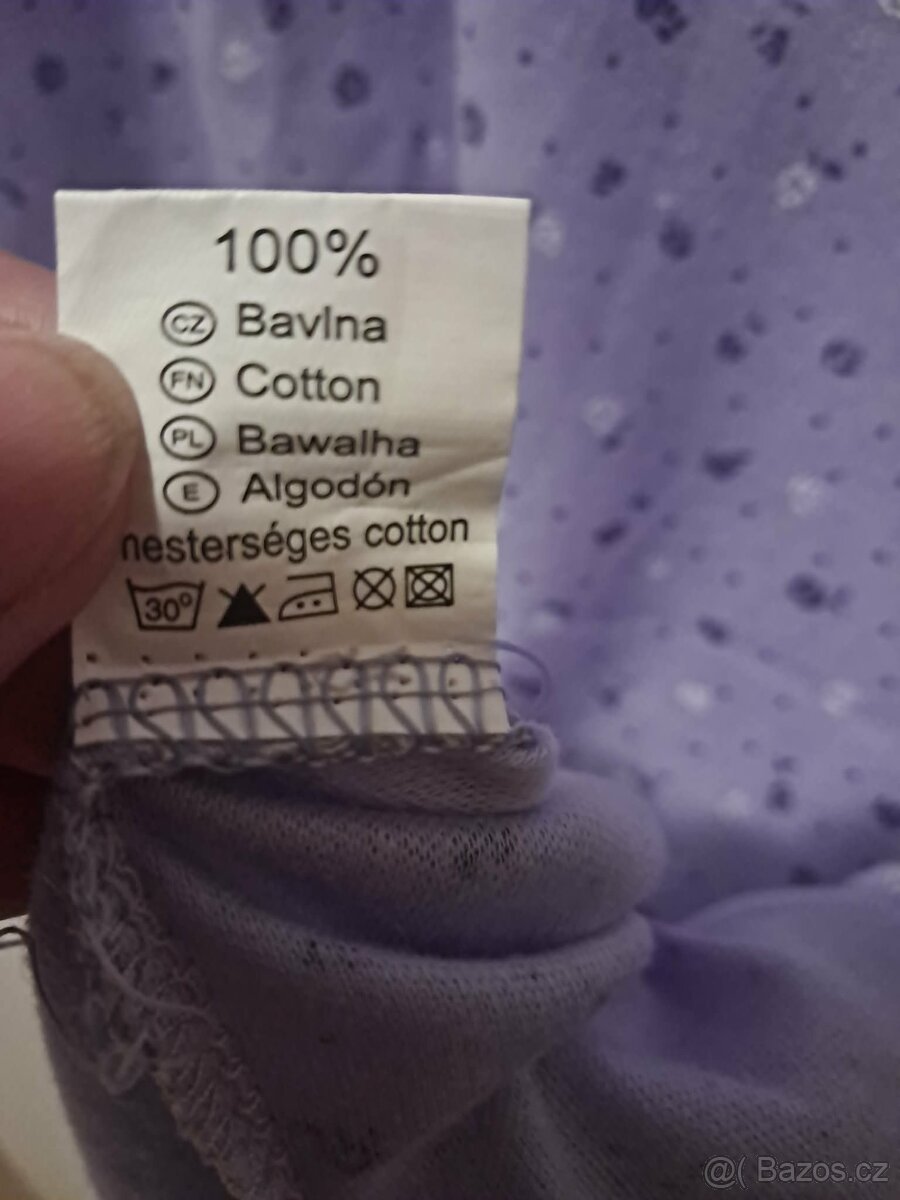 100%
CZ Bavlna
FN Cotton
PL Bawalha
E Algodón
nesterséges cotton
30°
@( Bazos.cz